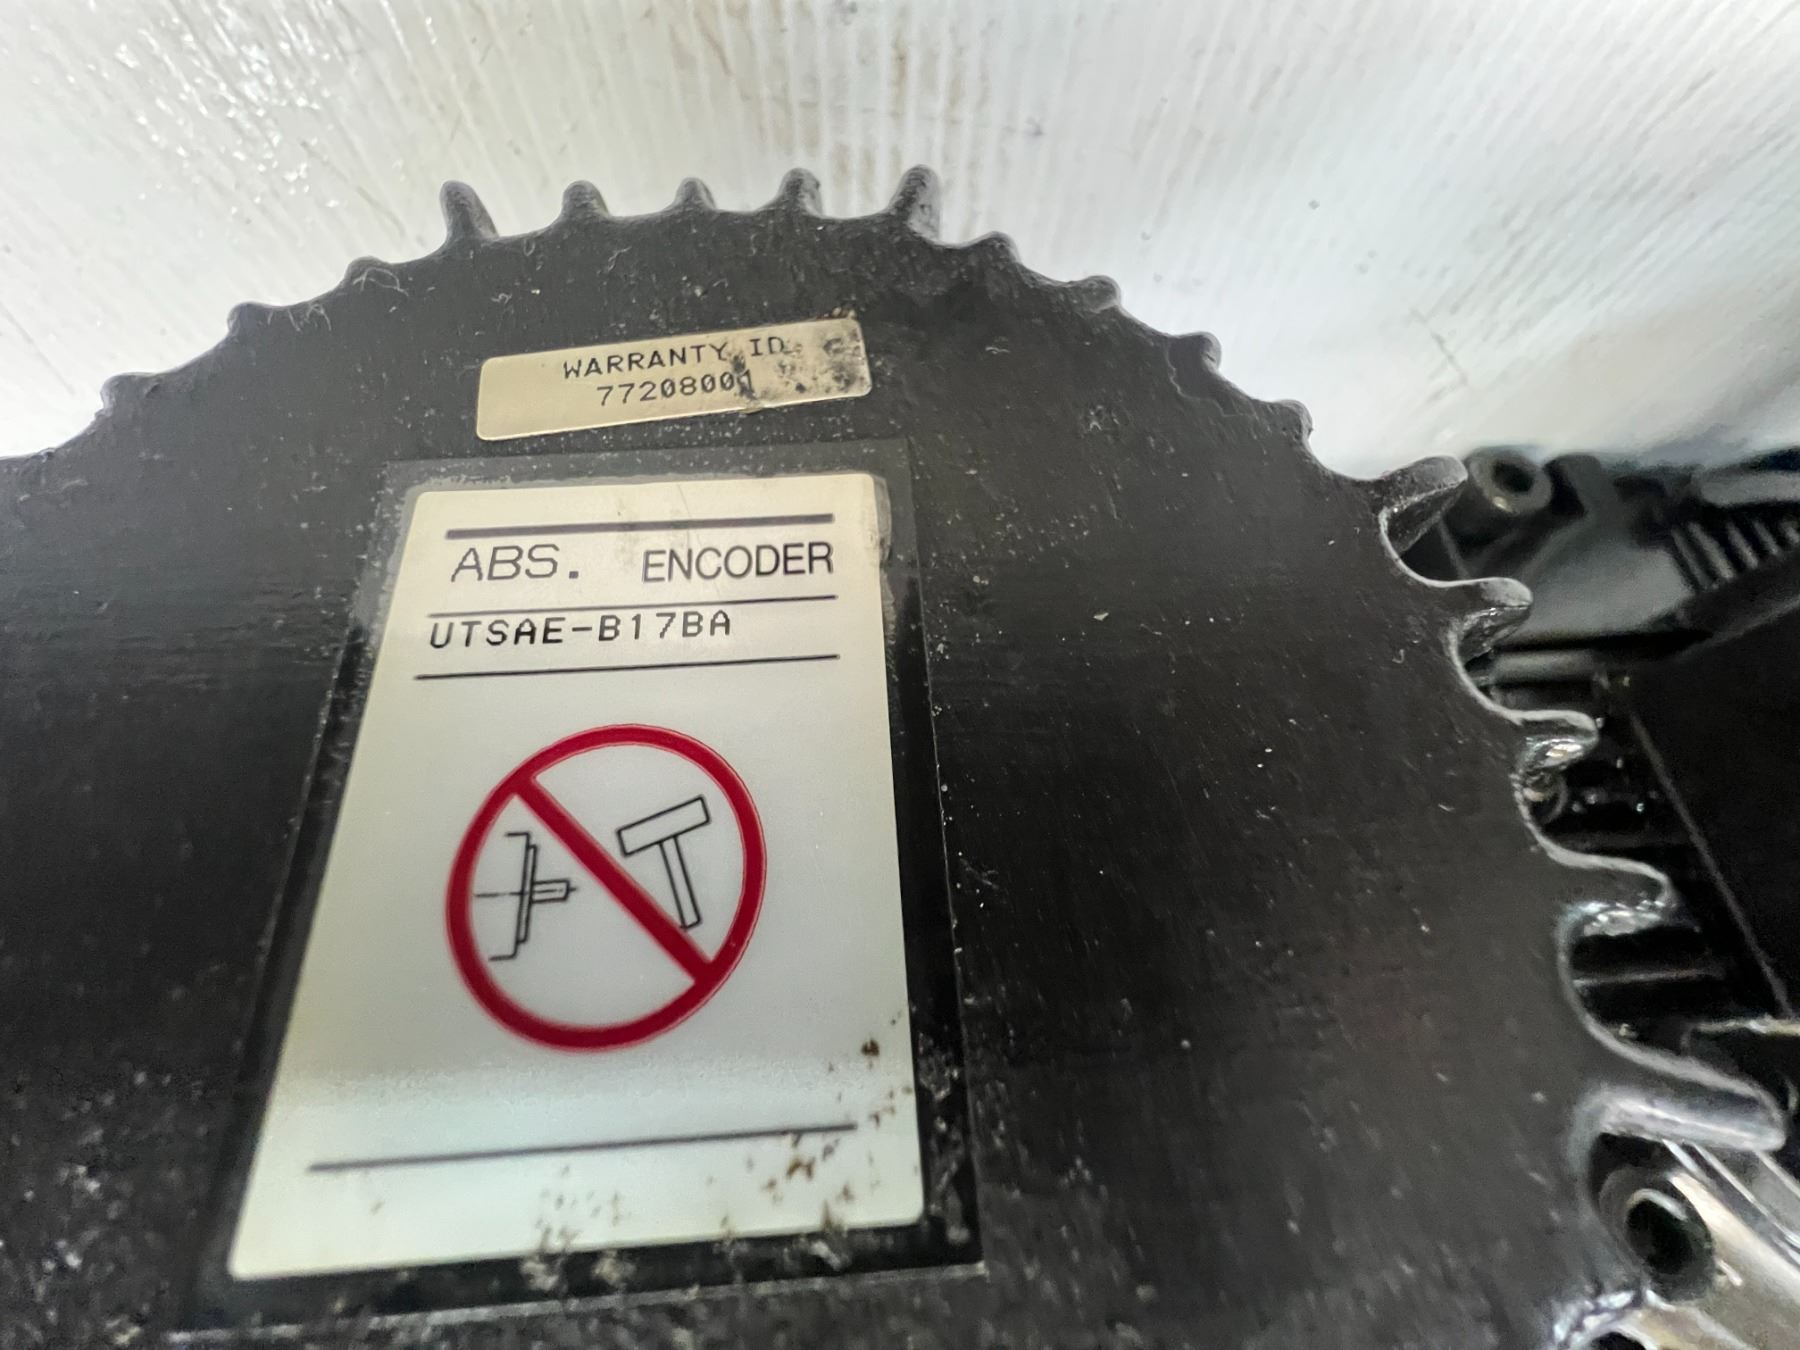 WARRANTY ID
77208001
ABS. ENCODER
UTSAE-B17BA